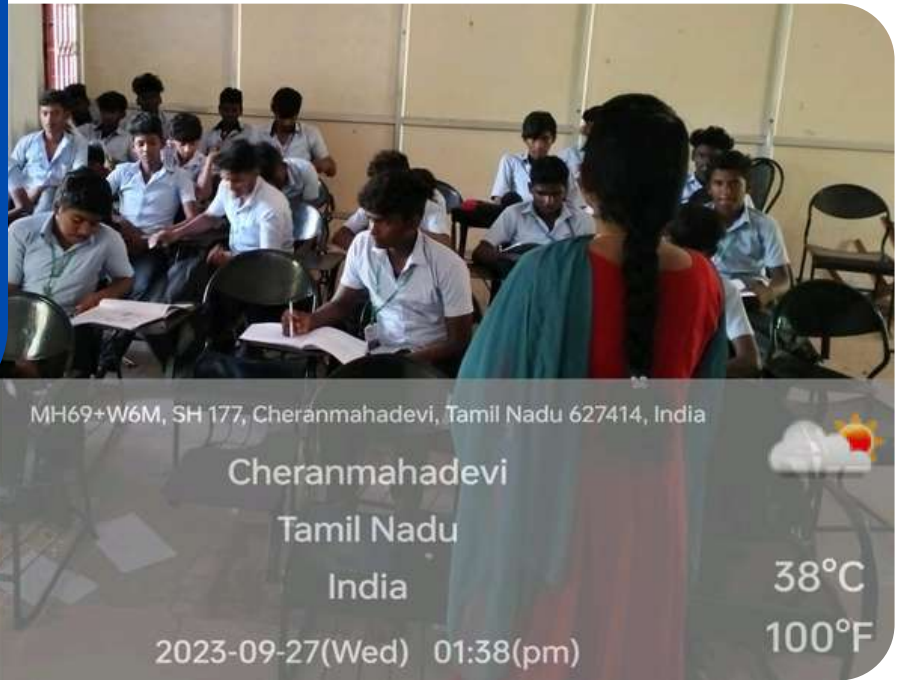 MH69+W6M, SH 177, Cheranmahadevi, Tamil Nadu 627414, India
Cheranmahadevi
Tamil Nadu
India
38°C
100°F
2023-09-27(Wed) 01:38(pm)